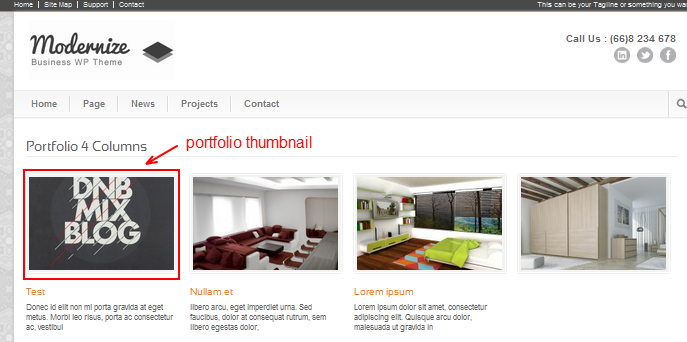 Home | Site Map | Support | Contact
This can be your Tagline or something you wa
Modernize
Business WP Theme
Call Us : (66)8 234 678
Home Page News Projects Contact
Portfolio 4 Columns
portfolio thumbnail
DNB
MIX
BLOG
Test
Donec id elit non mi porta gravida at eget
metus. Morbi leo risus, porta ac consectetur
ac, vestibul
Nullam et
libero arcu, eget imperdiet urna. Sed
faucibus, dolor at consequat rutrum, sem
libero egestas dolor,
Lorem ipsum
Lorem ipsum dolor sit amet, consectetur
adipiscing elit. Quisque arcu dolor,
malesuada ut gravida in